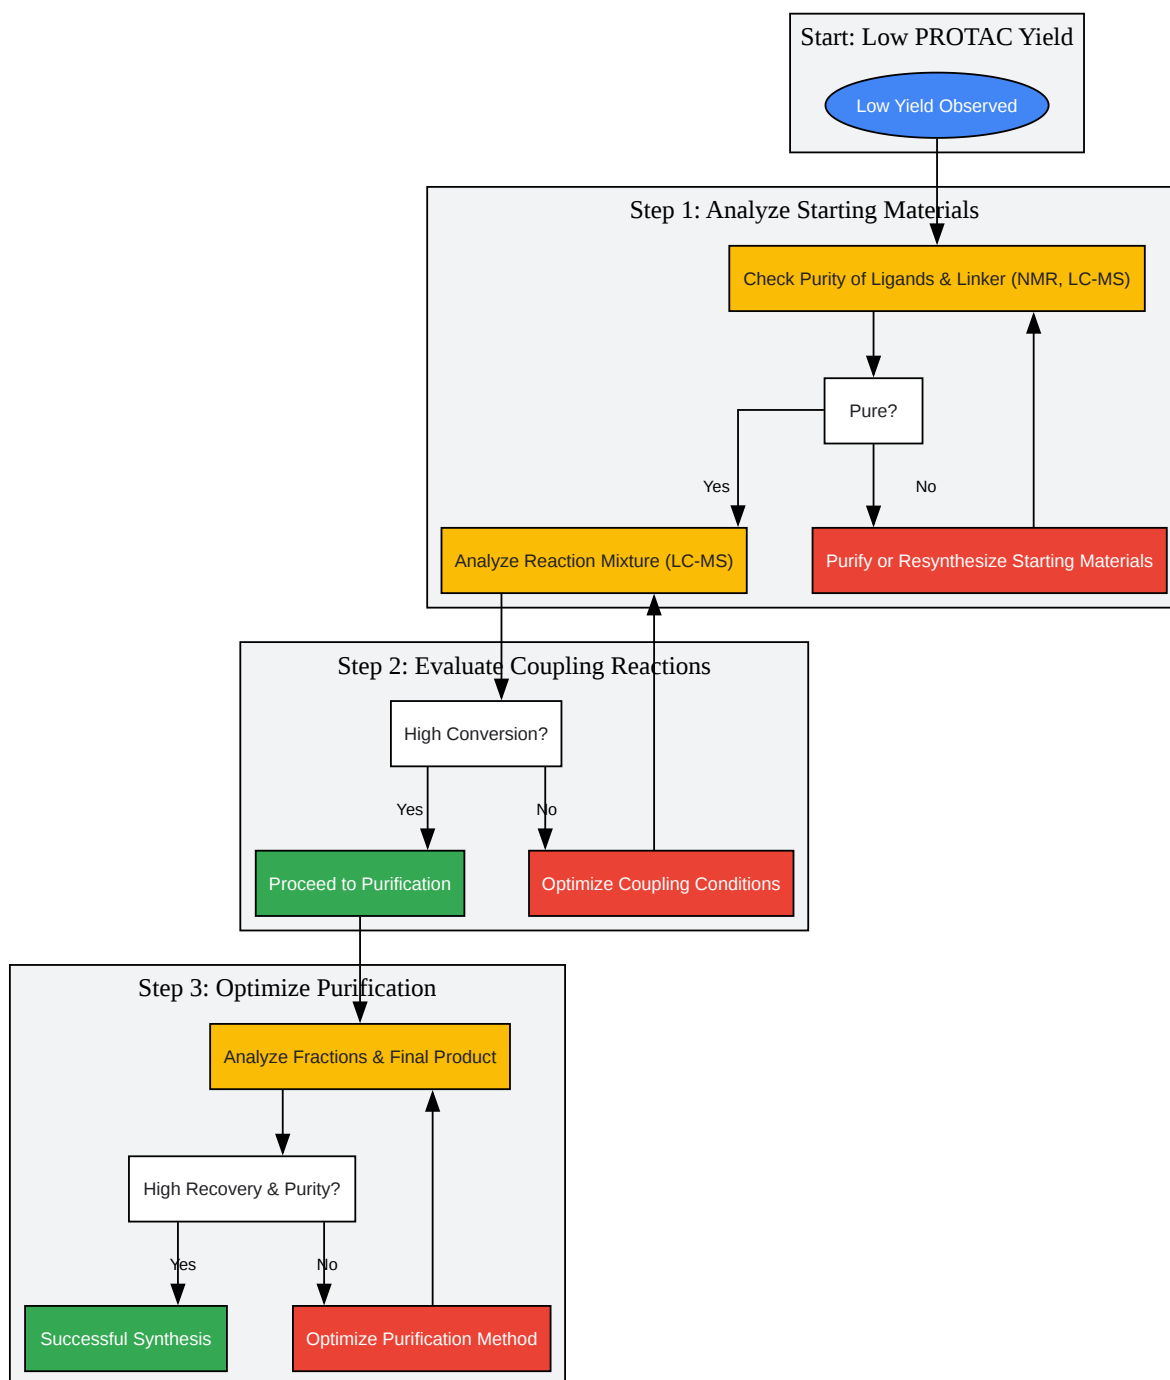 Start: Low PROTAC Yield
Low Yield Observed
Step 1: Analyze Starting Materials
Check Purity of Ligands & Linker (NMR, LC-MS)
Pure?
Yes
No
Analyze Reaction Mixture (LC-MS)
Purify or Resynthesize Starting Materials
Step 2: Evaluate Coupling Reactions
High Conversion?
Yes
No
Proceed to Purification
Optimize Coupling Conditions
Step 3: Optimize Purification
Analyze Fractions & Final Product
High Recovery & Purity?
Yes
No
Successful Synthesis
Optimize Purification Method